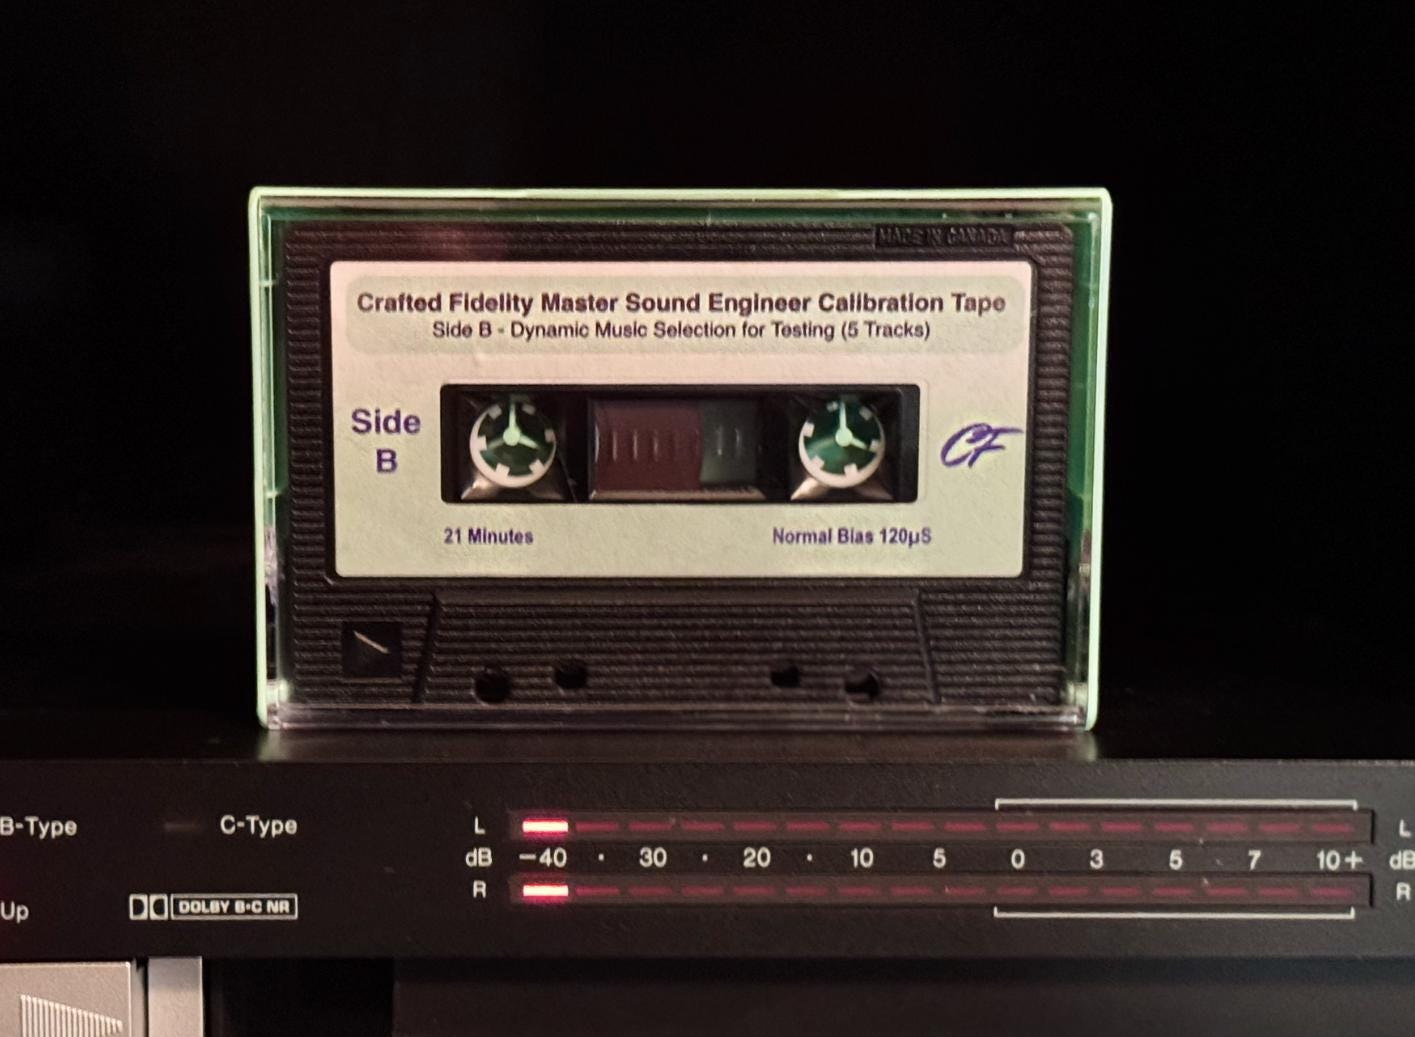 MADE IN CANADA
Crafted Fidelity Master Sound Engineer Calibration Tape
Side B - Dynamic Music Selection for Testing (5 Tracks)
Side
B
CF
21 Minutes
Normal Bias 120µS
B-Type
C-Type
L
L
dB -40 · 30 · 20 · 10 5 0 3 5 7 10+ dB
R
R
Up
DOLBY B·C NR